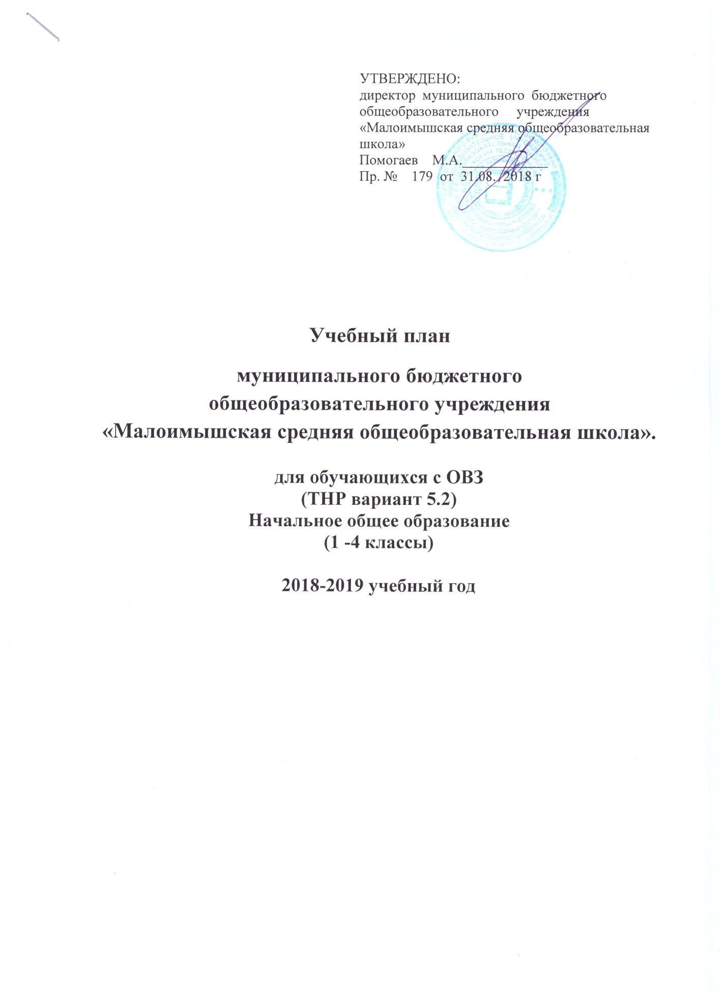 УТВЕРЖДЕНО:
директор муниципального бюджетного
общеобразовательного учреждения
«Малоимышская средняя общеобразовательная
школа»
Помогаев М.А.____________
Пр. № 179 от 31.08. 2018 г
Учебный план
муниципального бюджетного
общеобразовательного учреждения
«Малоимышская средняя общеобразовательная школа».
для обучающихся с ОВЗ
(ТНР вариант 5.2)
Начальное общее образование
(1 -4 классы)
2018-2019 учебный год